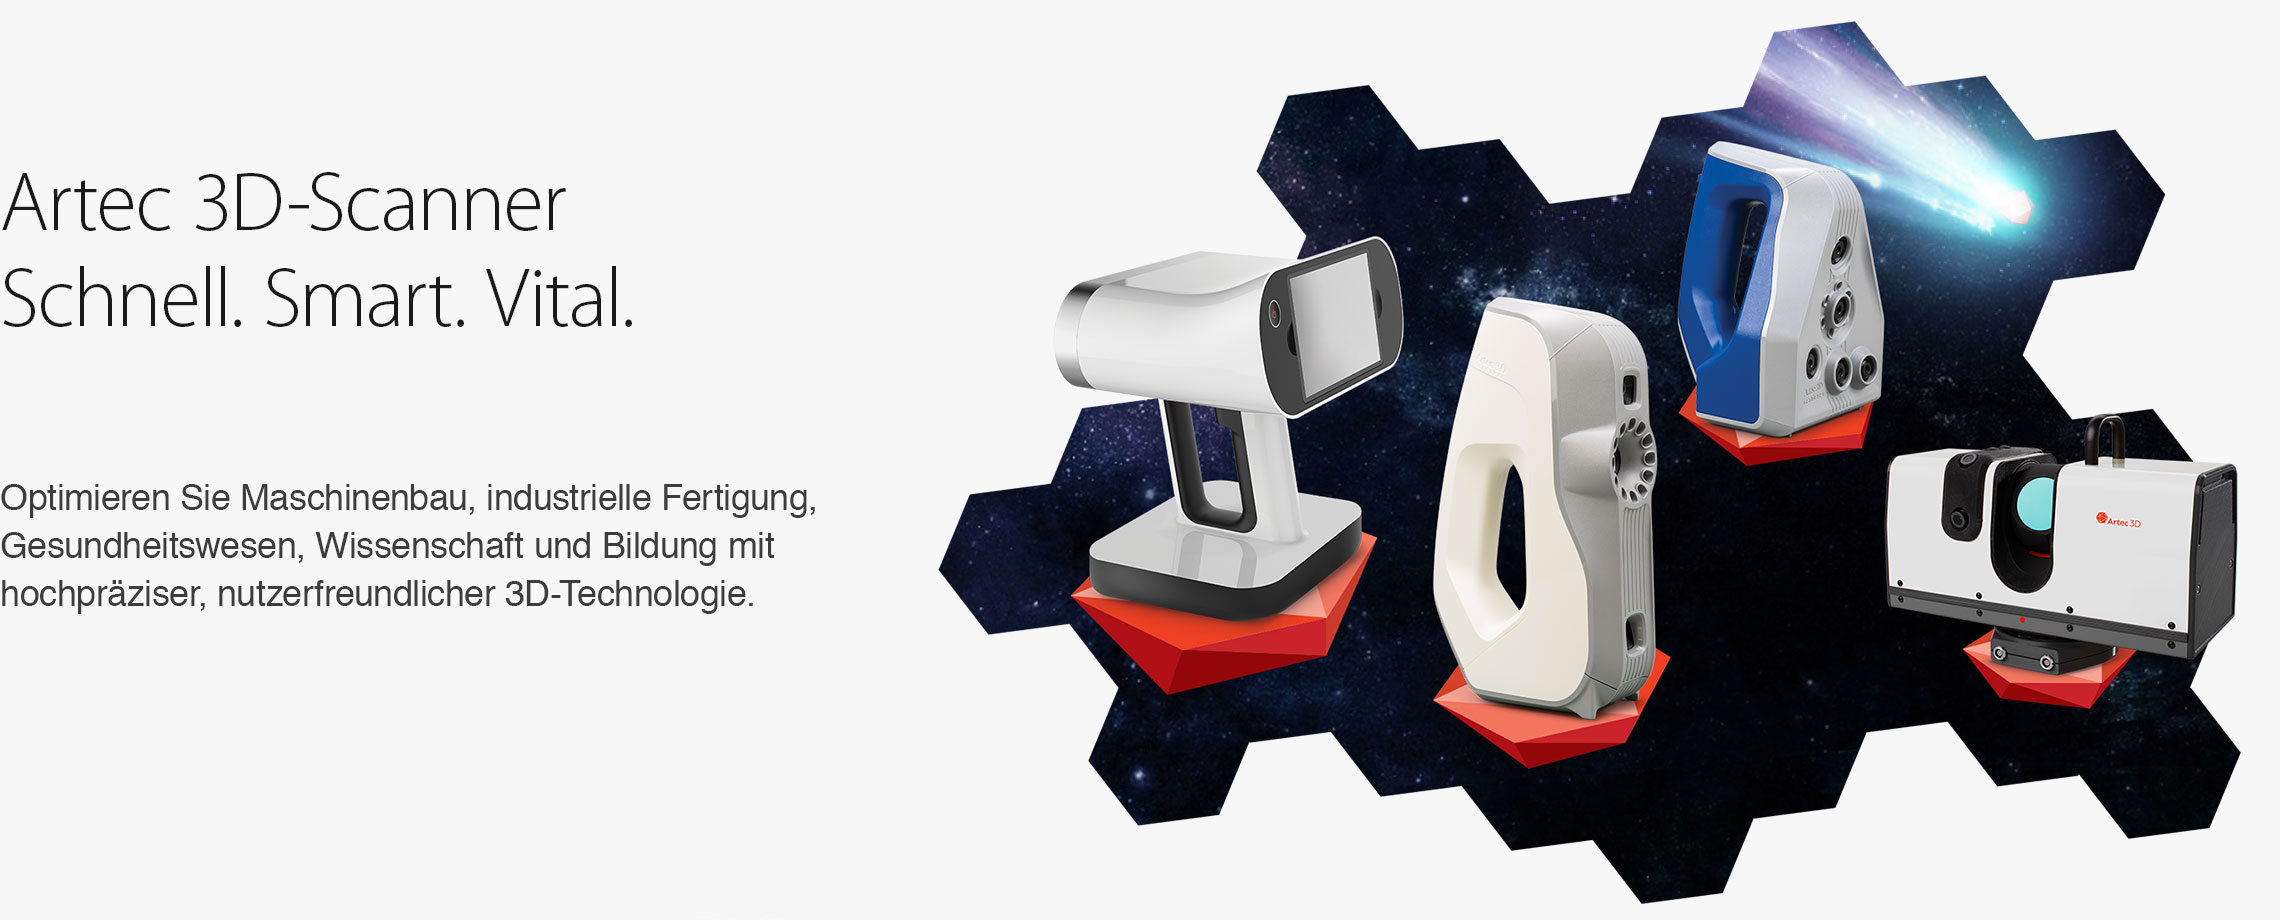 Artec 3D-Scanner
Schnell. Smart. Vital.
Optimieren Sie Maschinenbau, industrielle Fertigung,
Gesundheitswesen, Wissenschaft und Bildung mit
hochpräziser, nutzerfreundlicher 3D-Technologie.
Artec 3D